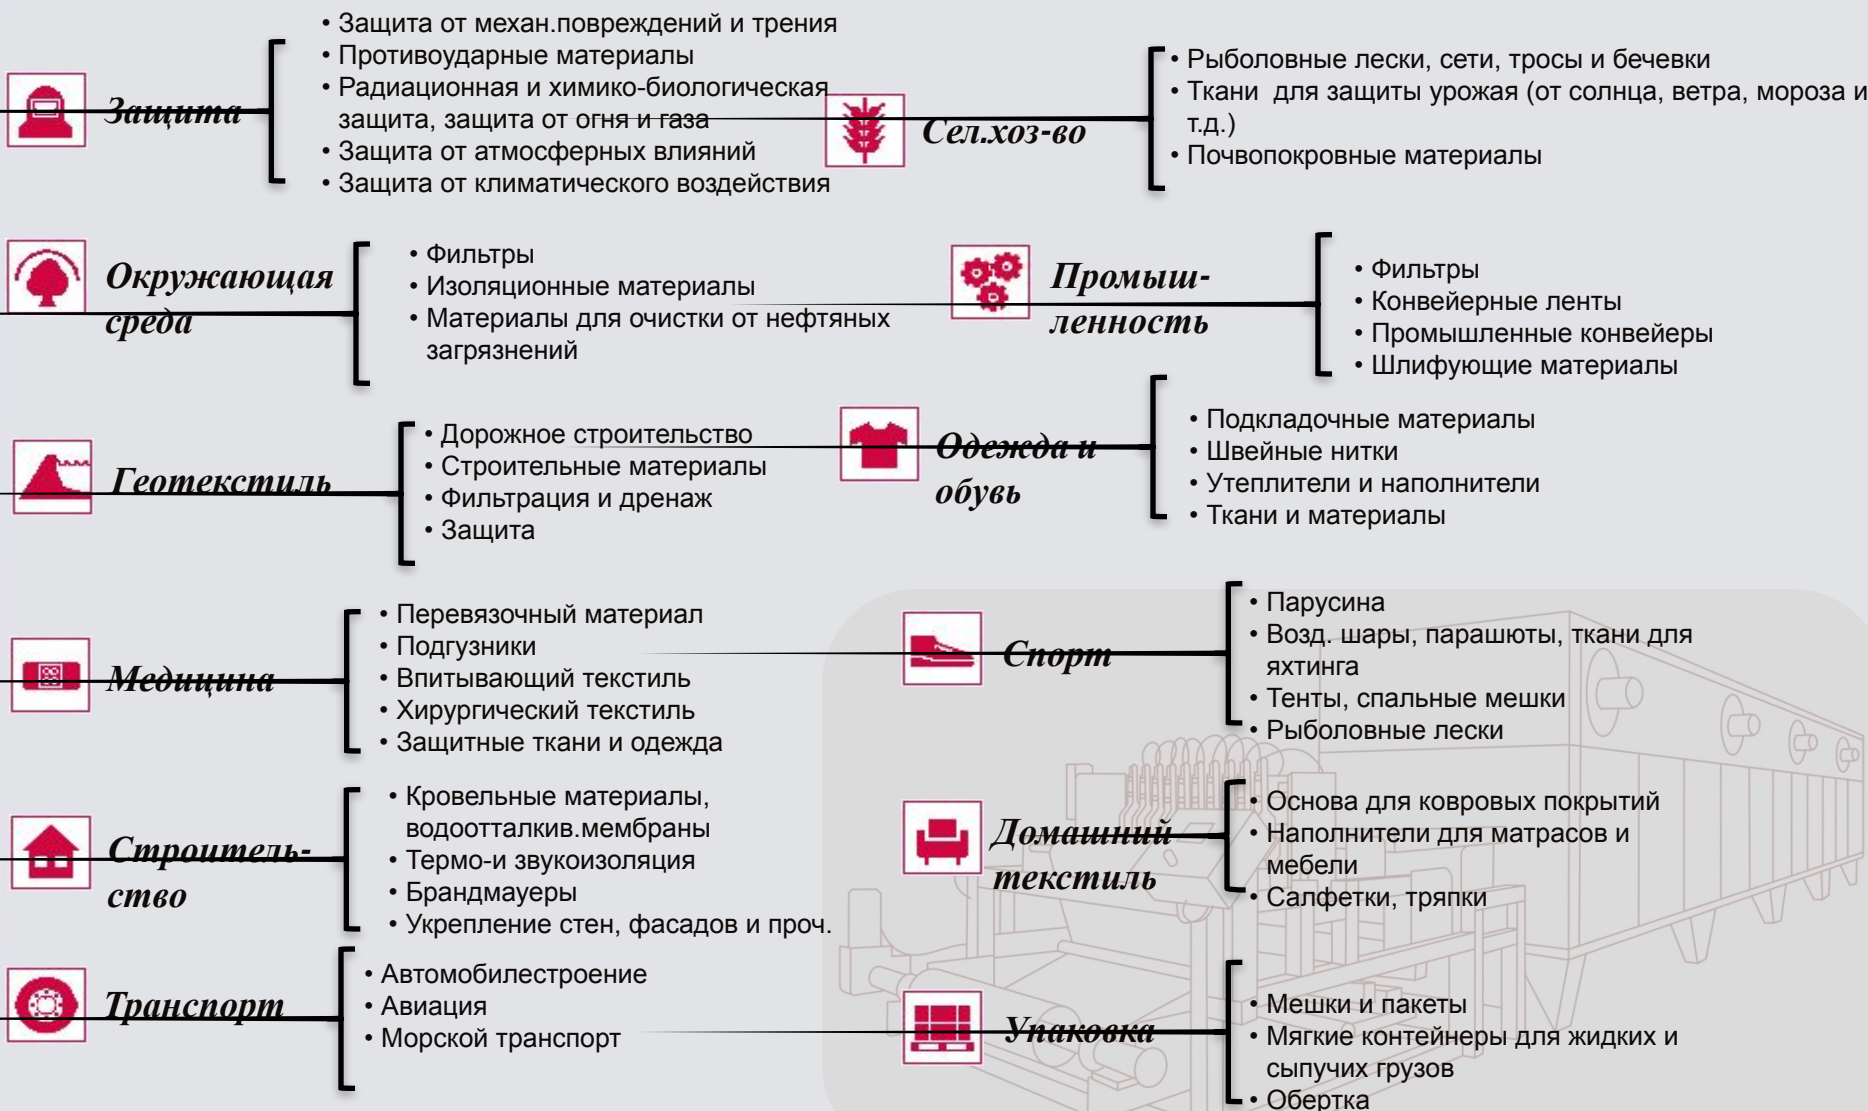 Защита
• Защита от механ.повреждений и трения
• Противоударные материалы
• Радиационная и химико-биологическая
защита, защита от огня и газа
• Защита от атмосферных влияний
• Защита от климатического воздействия
Сел.хоз-во
• Рыболовные лески, сети, тросы и бечевки
• Ткани для защиты урожая (от солнца, ветра, мороза и
т.д.)
• Почвопокровные материалы
Окружающая
среда
• Фильтры
• Изоляционные материалы
• Материалы для очистки от нефтяных
загрязнений
Промыш-
ленность
• Фильтры
• Конвейерные ленты
• Промышленные конвейеры
• Шлифующие материалы
Геотекстиль
• Дорожное строительство
• Строительные материалы
• Фильтрация и дренаж
• Защита
Одежда и
обувь
• Подкладочные материалы
• Швейные нитки
• Утеплители и наполнители
• Ткани и материалы
Медицина
• Перевязочный материал
• Подгузники
• Впитывающий текстиль
• Хирургический текстиль
• Защитные ткани и одежда
Спорт
• Парусина
• Возд. шары, парашюты, ткани для
яхтинга
• Тенты, спальные мешки
• Рыболовные лески
Строитель-
ство
• Кровельные материалы,
водоотталкив.мембраны
• Термо-и звукоизоляция
• Брандмауеры
• Укрепление стен, фасадов и проч.
Домашний
текстиль
• Основа для ковровых покрытий
• Наполнители для матрасов и
мебели
• Салфетки, тряпки
Транспорт
• Автомобилестроение
• Авиация
• Морской транспорт
Упаковка
• Мешки и пакеты
• Мягкие контейнеры для жидких и
сыпучих грузов
• Обертка